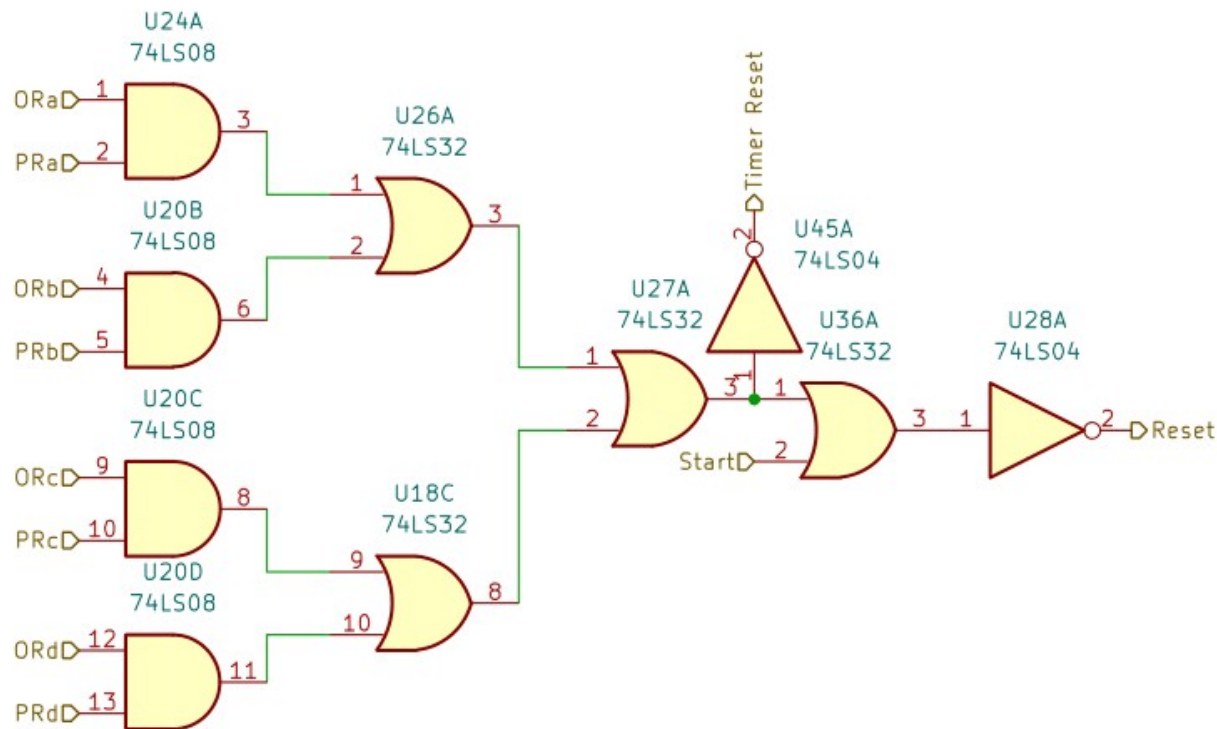 U24A
74LS08
ORa
1
3
PRa
2
U20B
74LS08
ORb
4
6
PRb
5
U20C
74LS08
ORc
9
8
PRc
10
U20D
74LS08
ORd
12
11
PRd
13
U26A
74LS32
1
3
2
U18C
74LS32
9
8
10
U27A
74LS32
1
3
2
Timer Reset
2
U45A
74LS04
1
U36A
74LS32
1
3
Start
2
U28A
74LS04
1
2
Reset